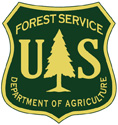 FOREST SERVICE
U S
DEPARTMENT OF AGRICULTURE